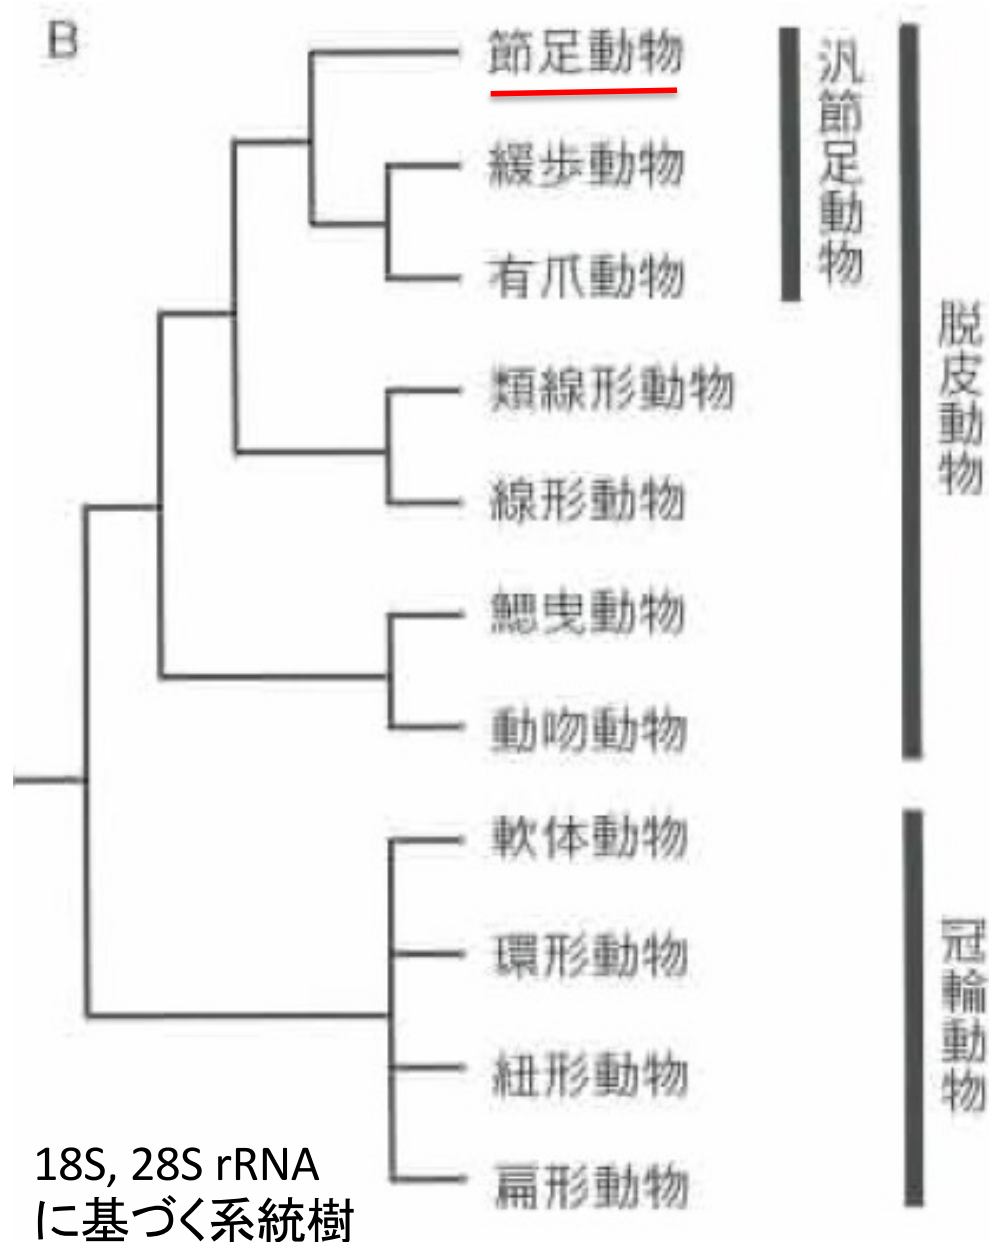 B
節足動物
緩歩動物
有爪動物
類線形動物
線形動物
鰓曳動物
動吻動物
軟体動物
環形動物
紐形動物
扁形動物
汎節足動物
脱皮動物
冠輪動物
18S, 28S rRNA
に基づく系統樹